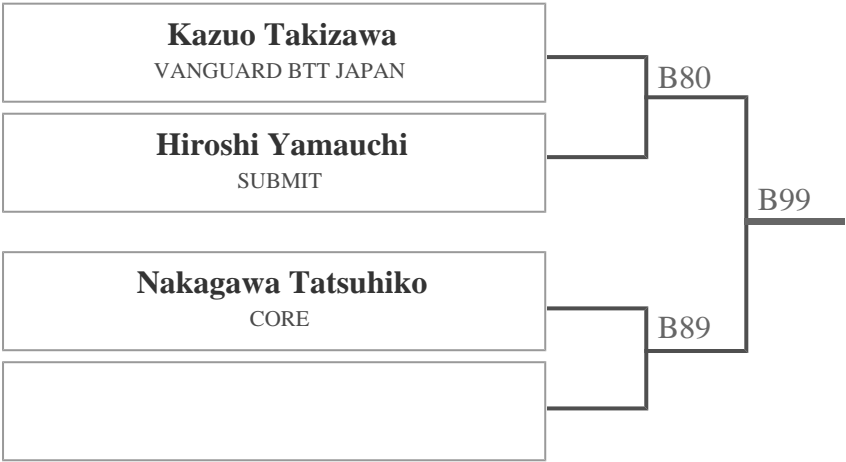 Kazuo Takizawa
VANGUARD BTT JAPAN
B80
Hiroshi Yamauchi
SUBMIT
B99
Nakagawa Tatsuhiko
CORE
B89